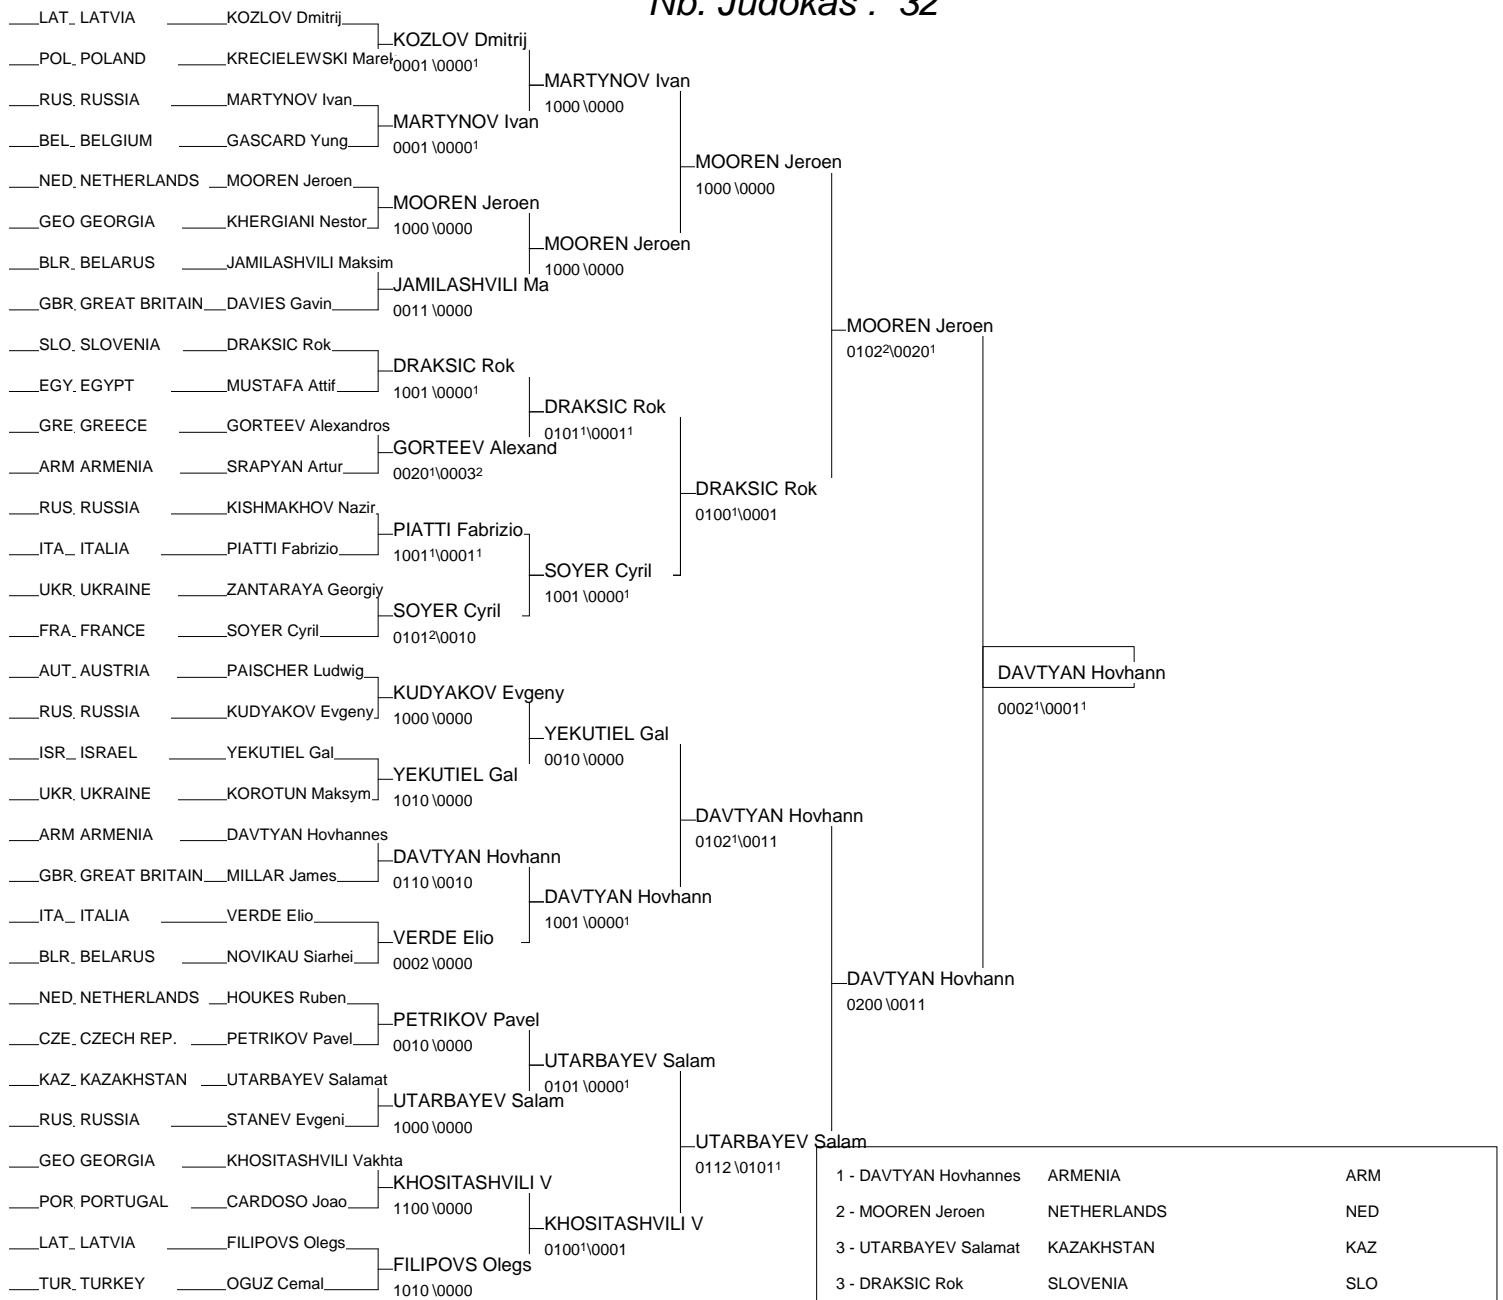 Nb. Judokas : 32
LAT LATVIA KOZLOV Dmitrij
KOZLOV Dmitrij
POL POLAND KRECIELEWSKI Marek
0001 \0000¹
MARTYNOV Ivan
RUS RUSSIA MARTYNOV Ivan
1000 \0000
MARTYNOV Ivan
BEL BELGIUM GASCARD Yung
0001 \0000¹
MOOREN Jeroen
NED NETHERLANDS MOOREN Jeroen
1000 \0000
MOOREN Jeroen
GEO GEORGIA KHERGIANI Nestor
1000 \0000
MOOREN Jeroen
BLR BELARUS JAMILASHVILI Maksim
1000 \0000
JAMILASHVILI Ma
GBR GREAT BRITAIN DAVIES Gavin
0011 \0000
MOOREN Jeroen
SLO SLOVENIA DRAKSIC Rok
0102²\0020¹
DRAKSIC Rok
EGY EGYPT MUSTAFA Attif
1001 \0000¹
DRAKSIC Rok
GRE GREECE GORTEEV Alexandros
0101¹\0001¹
GORTEEV Alexand
ARM ARMENIA SRAPYAN Artur
0020¹\0003²
DRAKSIC Rok
RUS RUSSIA KISHMAKHOV Nazir
0100¹\0001
PIATTI Fabrizio
ITA ITALIA PIATTI Fabrizio
1001¹\0001¹
SOYER Cyril
UKR UKRAINE ZANTARAYA Georgiy
1001 \0000¹
SOYER Cyril
FRA FRANCE SOYER Cyril
0101²\0010
AUT AUSTRIA PAISCHER Ludwig
DAVTYAN Hovhann
KUDYAKOV Evgeny
RUS RUSSIA KUDYAKOV Evgeny
0002¹\0001¹
1000 \0000
YEKUTIEL Gal
ISR ISRAEL YEKUTIEL Gal
0010 \0000
YEKUTIEL Gal
UKR UKRAINE KOROTUN Maksym
1010 \0000
DAVTYAN Hovhann
ARM ARMENIA DAVTYAN Hovhannes
0102¹\0011
DAVTYAN Hovhann
GBR GREAT BRITAIN MILLAR James
0110 \0010
DAVTYAN Hovhann
ITA ITALIA VERDE Elio
1001 \0000¹
VERDE Elio
BLR BELARUS NOVIKAU Siarhei
0002 \0000
DAVTYAN Hovhann
NED NETHERLANDS HOUKES Ruben
0200 \0011
PETRIKOV Pavel
CZE CZECH REP. PETRIKOV Pavel
0010 \0000
UTARBAYEV Salam
KAZ KAZAKHSTAN UTARBAYEV Salamat
0101 \0000¹
UTARBAYEV Salam
RUS RUSSIA STANEV Evgeni
1000 \0000
UTARBAYEV Salam
GEO GEORGIA KHOSITASHVILI Vakhta
0112 \0101¹
KHOSITASHVILI V
POR PORTUGAL CARDOSO Joao
1100 \0000
KHOSITASHVILI V
LAT LATVIA FILIPOVS Olegs
0100¹\0001
FILIPOVS Olegs
TUR TURKEY OGUZ Cemal
1010 \0000
1 - DAVTYAN Hovhannes ARMENIA ARM
2 - MOOREN Jeroen NETHERLANDS NED
3 - UTARBAYEV Salamat KAZAKHSTAN KAZ
3 - DRAKSIC Rok SLOVENIA SLO